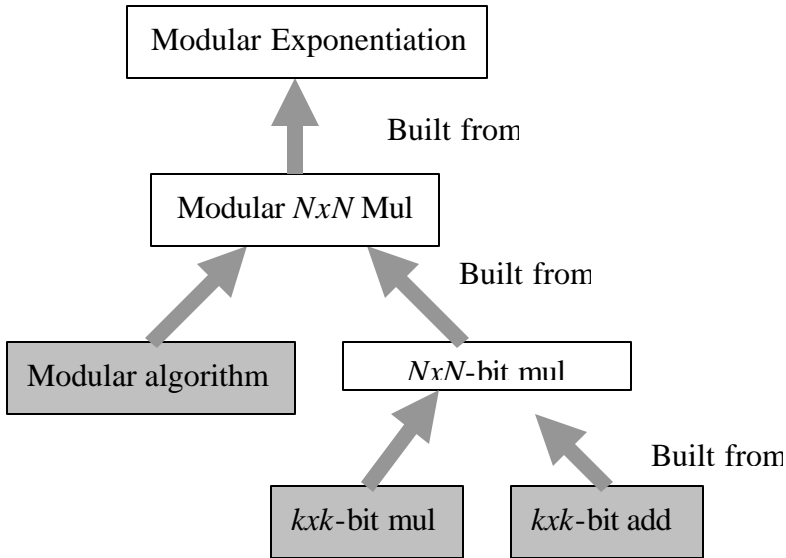 Modular Exponentiation
Built from
Modular NxN Mul
Built from
Modular algorithm
NxN-bit mul
Built from
kxk-bit mul
kxk-bit add